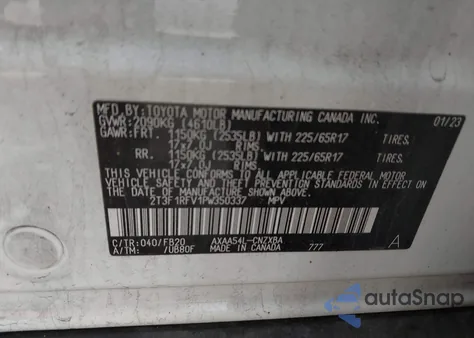 MFD. BY: TOYOTA MOTOR MANUFACTURING CANADA INC.
GVWR: 2090KG (4610LB) 01/23
GAWR: FRT. 1150KG (2535LB) WITH 225/65R17 TIRES,
17x7.0J RIMS,
RR. 1150KG (2535LB) WITH 225/65R17 TIRES,
17x7.0J RIMS,
THIS VEHICLE CONFORMS TO ALL APPLICABLE FEDERAL MOTOR
VEHICLE SAFETY AND THEFT PREVENTION STANDARDS IN EFFECT ON
THE DATE OF MANUFACTURE SHOWN ABOVE.
2T3F1RFV1PW350337 MPV
C/TR: 040/FB20 AXAA54L-CNZXBA A
A/TM: /UB80F MADE IN CANADA 777
autoSnap